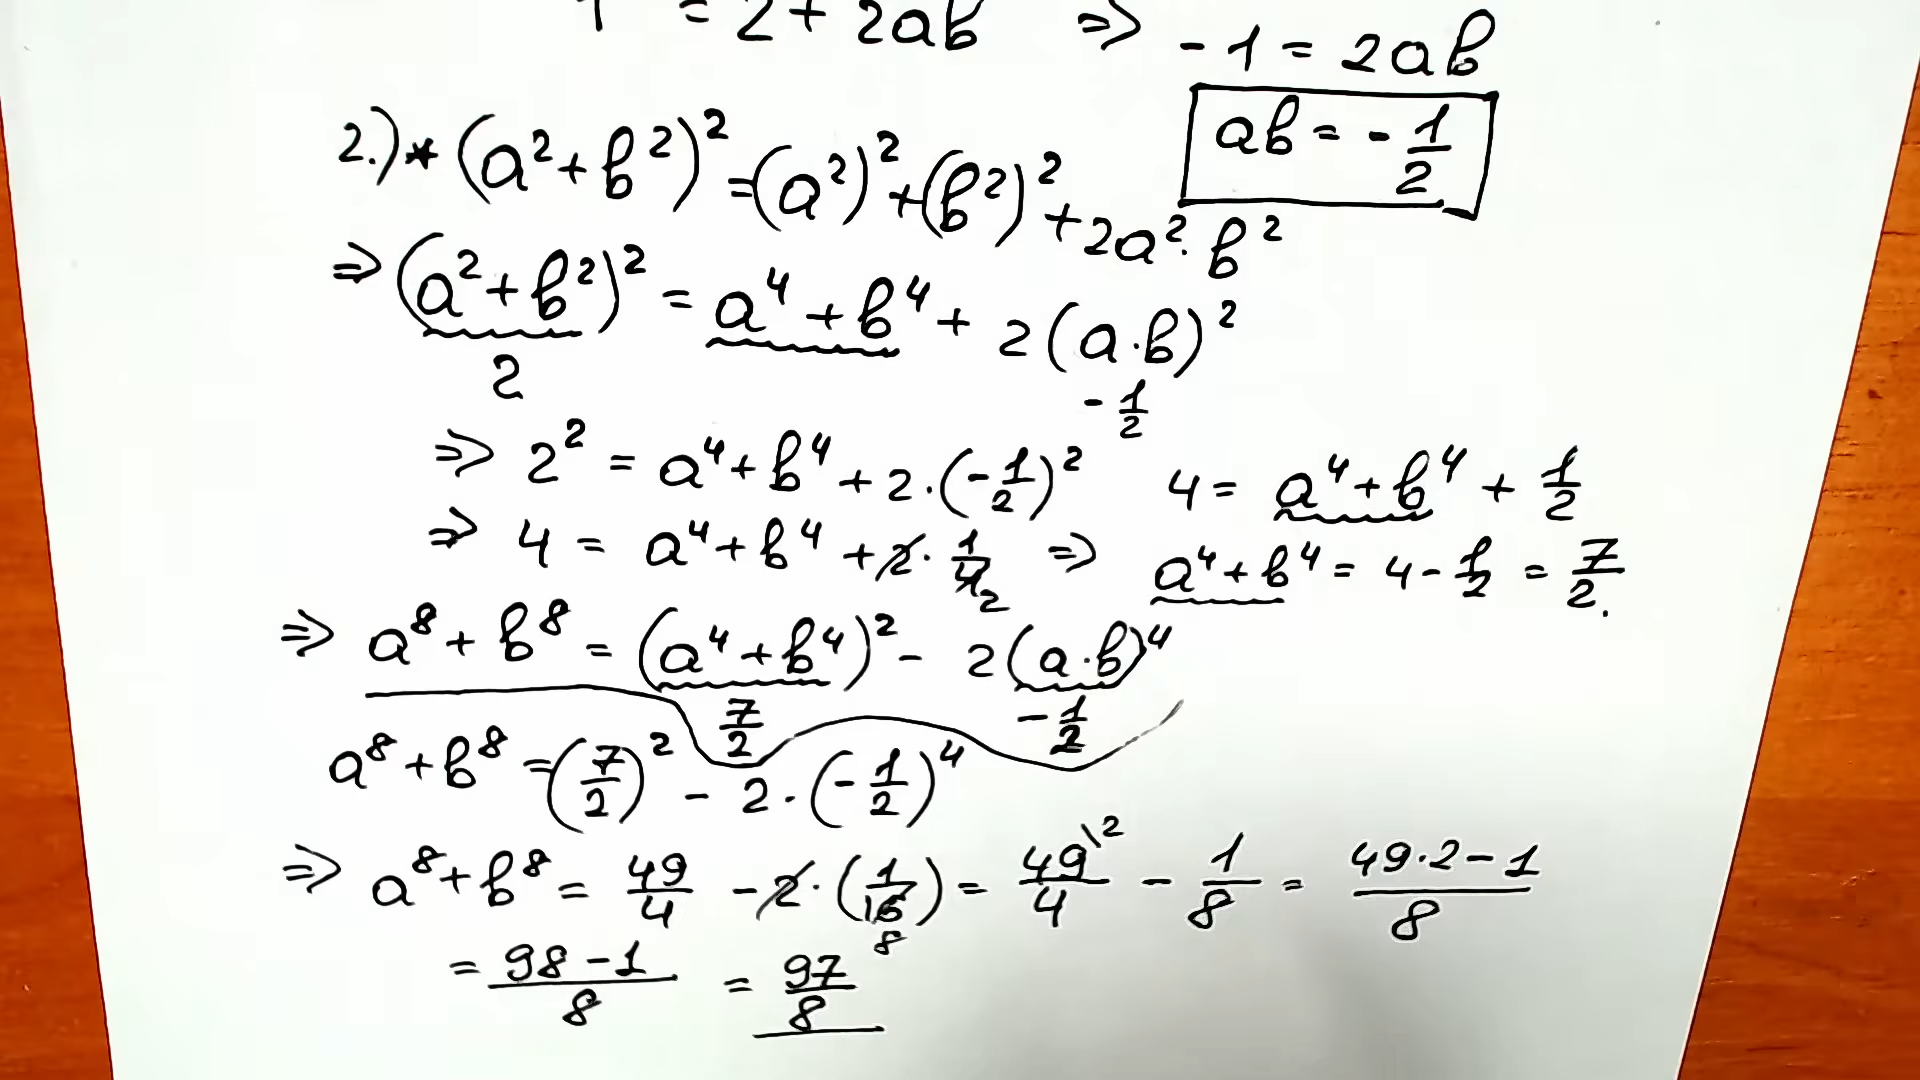 1 = 2 + 2ab ⇒ -1 = 2ab
ab = - 1/2
2.) * (a² + b²)² = (a²)² + (b²)² + 2a² · b²
⇒ (a² + b²)² = a⁴ + b⁴ + 2(a · b)²
2 - 1/2
⇒ 2² = a⁴ + b⁴ + 2 · (- 1/2)² 4 = a⁴ + b⁴ + 1/2
⇒ 4 = a⁴ + b⁴ + 2 · 1/4 2 ⇒ a⁴ + b⁴ = 4 - 1/2 = 7/2.
⇒ a⁸ + b⁸ = (a⁴ + b⁴)² - 2(a · b)⁴
7/2 - 1/2
a⁸ + b⁸ = (7/2)² - 2 · (- 1/2)⁴
⇒ a⁸ + b⁸ = 49/4 - 2 · (1/16) 8 = 49\2/4 - 1/8 = 49·2-1/8
= 98-1/8 = 97/8